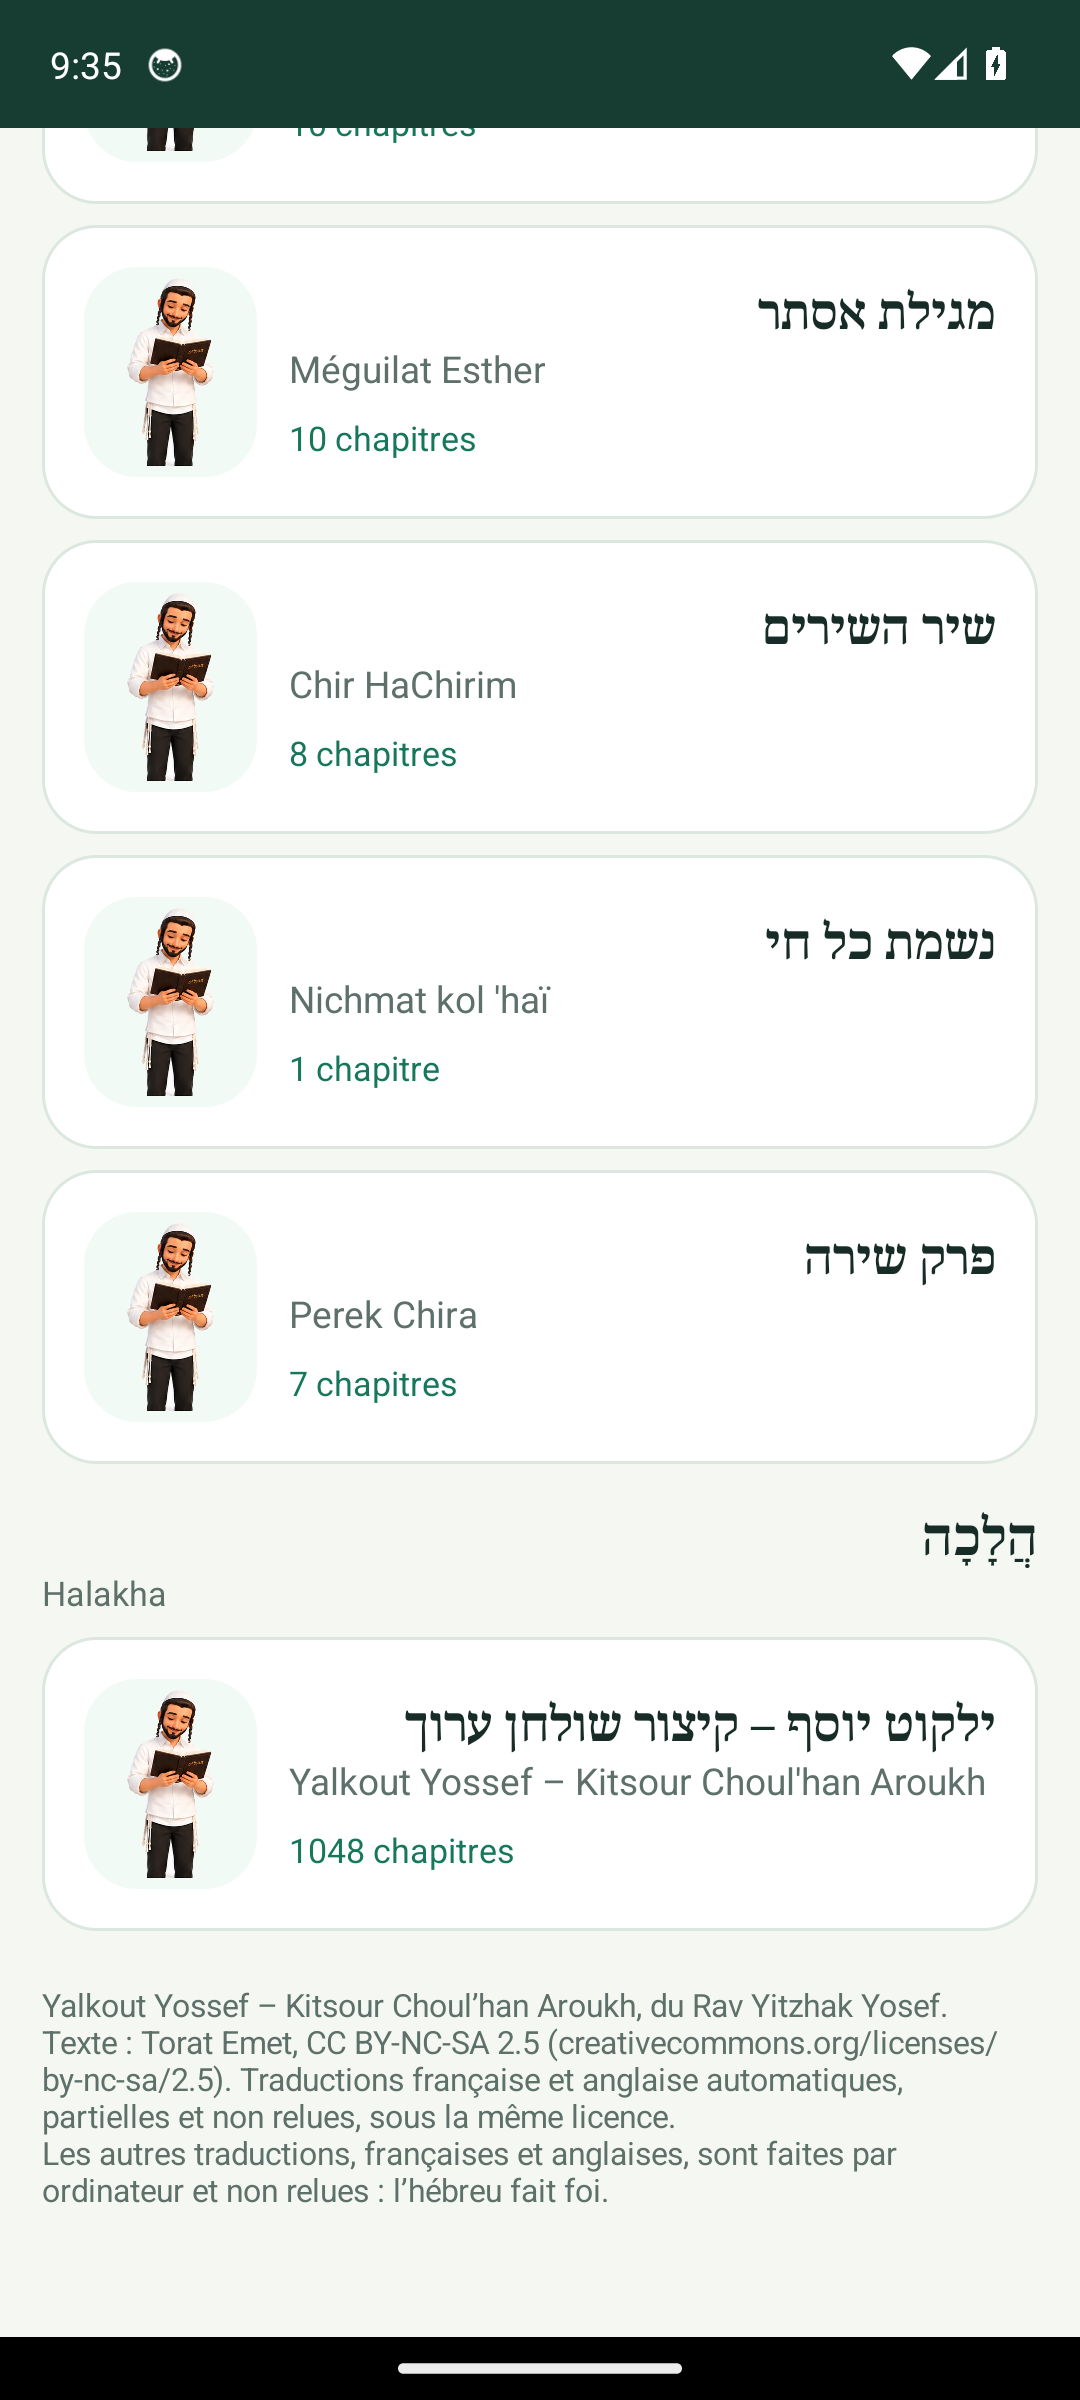 9:35
10 chapitres
מגילת אסתר
Méguilat Esther
10 chapitres
שיר השירים
Chir HaChirim
8 chapitres
נשמת כל חי
Nichmat kol 'haï
1 chapitre
פרק שירה
Perek Chira
7 chapitres
הֲלָכָה
Halakha
ילקוט יוסף – קיצור שולחן ערוך
Yalkout Yossef – Kitsour Choul'han Aroukh
1048 chapitres
Yalkout Yossef – Kitsour Choul’han Aroukh, du Rav Yitzhak Yosef.
Texte : Torat Emet, CC BY-NC-SA 2.5 (creativecommons.org/licenses/
by-nc-sa/2.5). Traductions française et anglaise automatiques,
partielles et non relues, sous la même licence.
Les autres traductions, françaises et anglaises, sont faites par
ordinateur et non relues : l’hébreu fait foi.